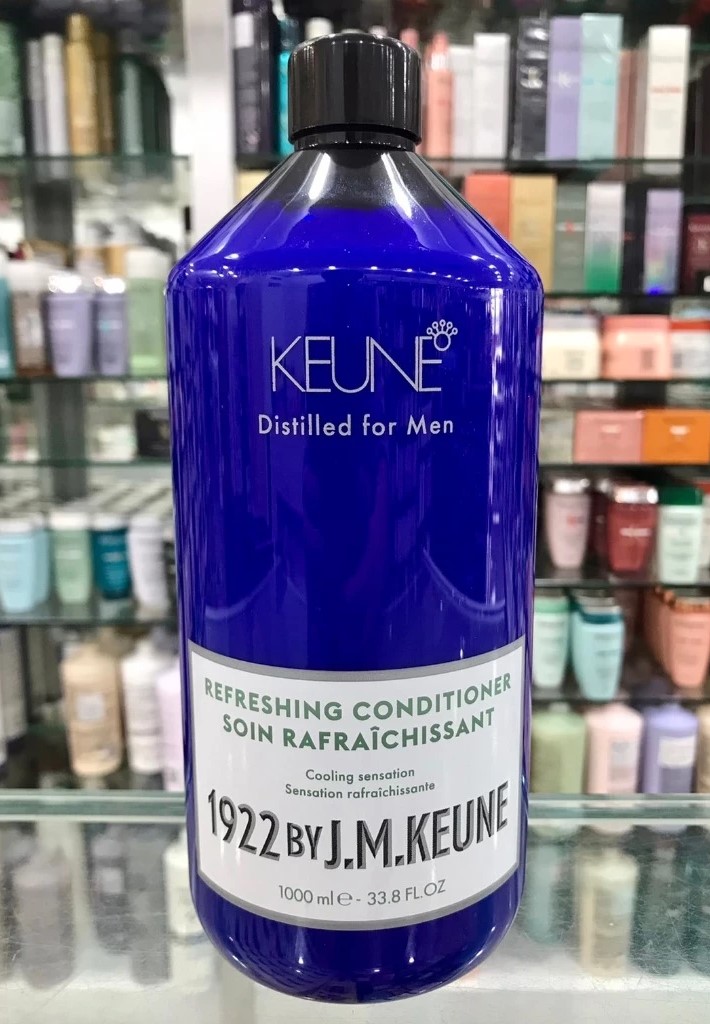 KEUNE
Distilled for Men
REFRESHING CONDITIONER
SOIN RAFRAÎCHISSANT
Cooling sensation
Sensation rafraîchissante
1922 BY J.M.KEUNE
1000 ml e - 33.8 FL.OZ